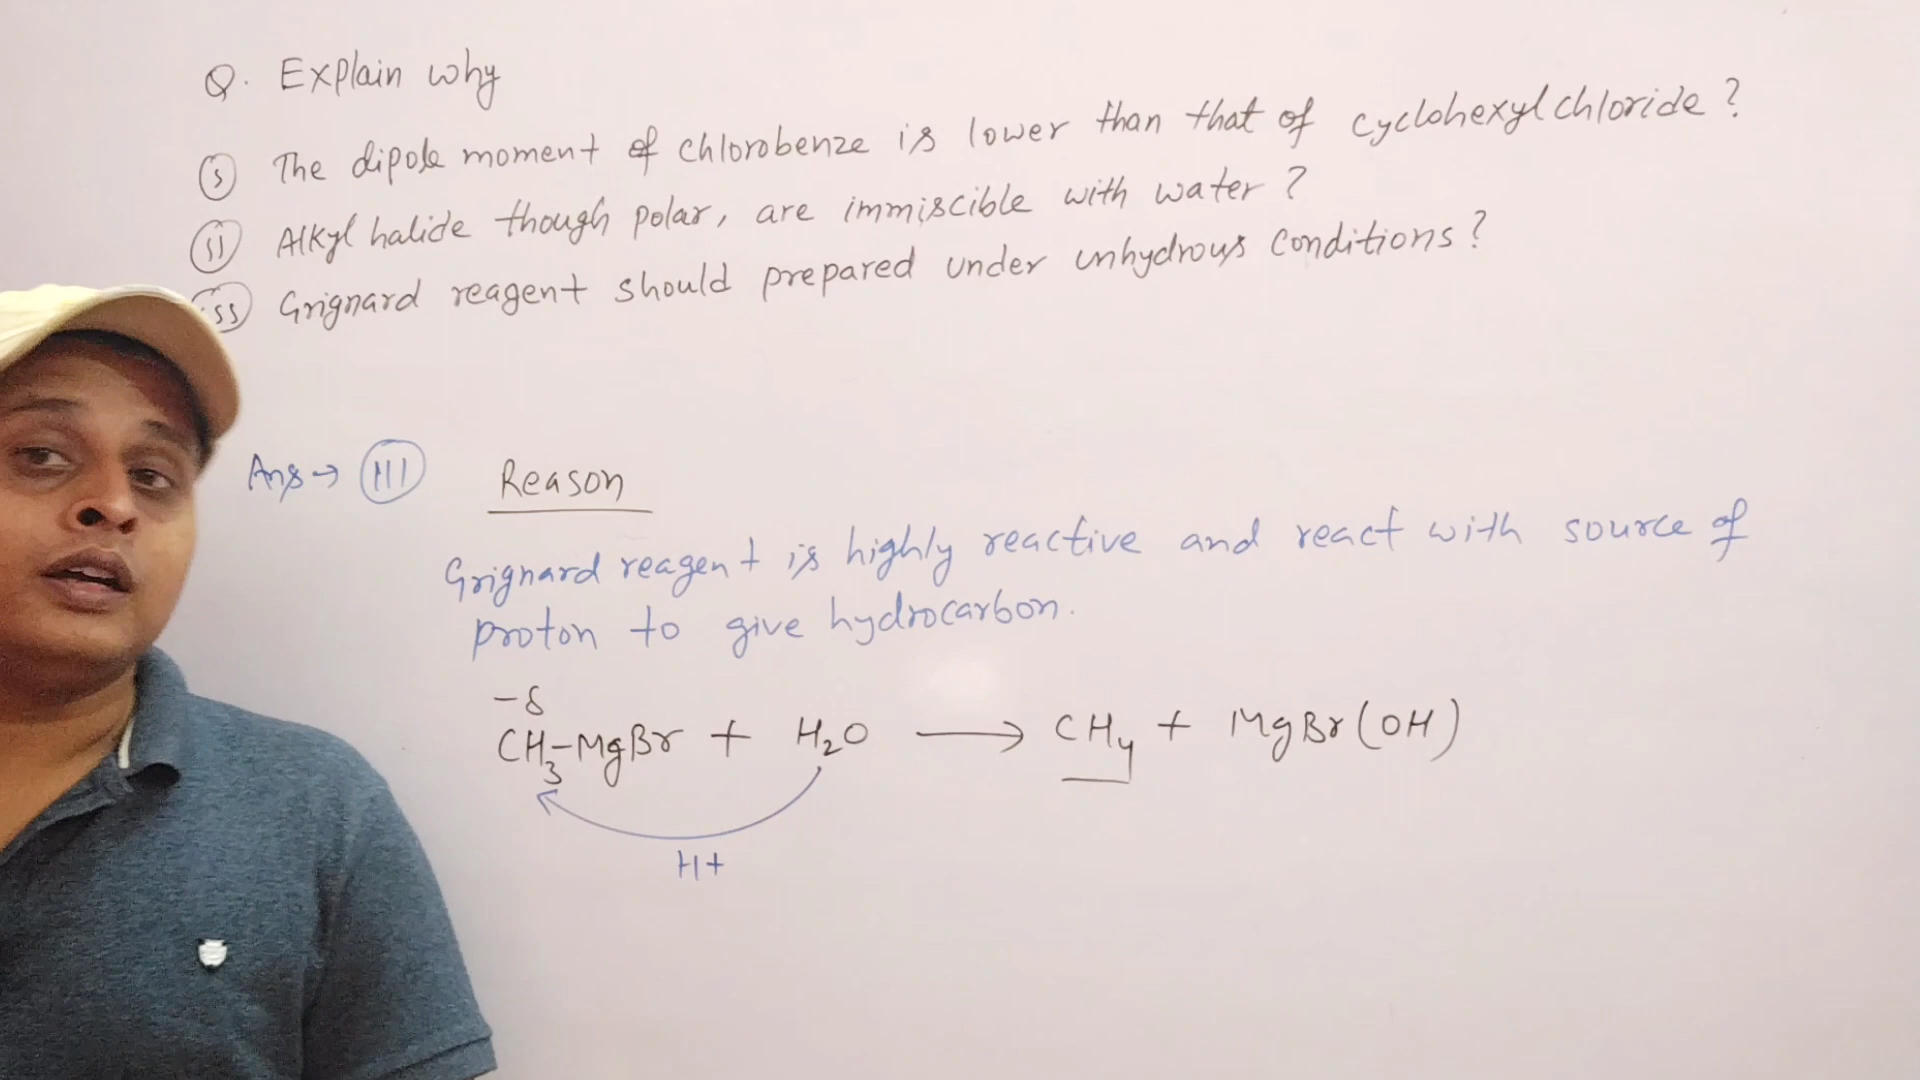 Q. Explain why
(i) The dipole moment of chlorobenze is lower than that of cyclohexylchloride ?
(ii) Alkyl halide though polar, are immiscible with water ?
(iii) Grignard reagent should prepared under unhydrous conditions ?
Ans → (III) Reason
Grignard reagent is highly reactive and react with source of
proton to give hydrocarbon.
-δ
CH₃-MgBr + H₂O → CH₄ + MgBr(OH)
H+